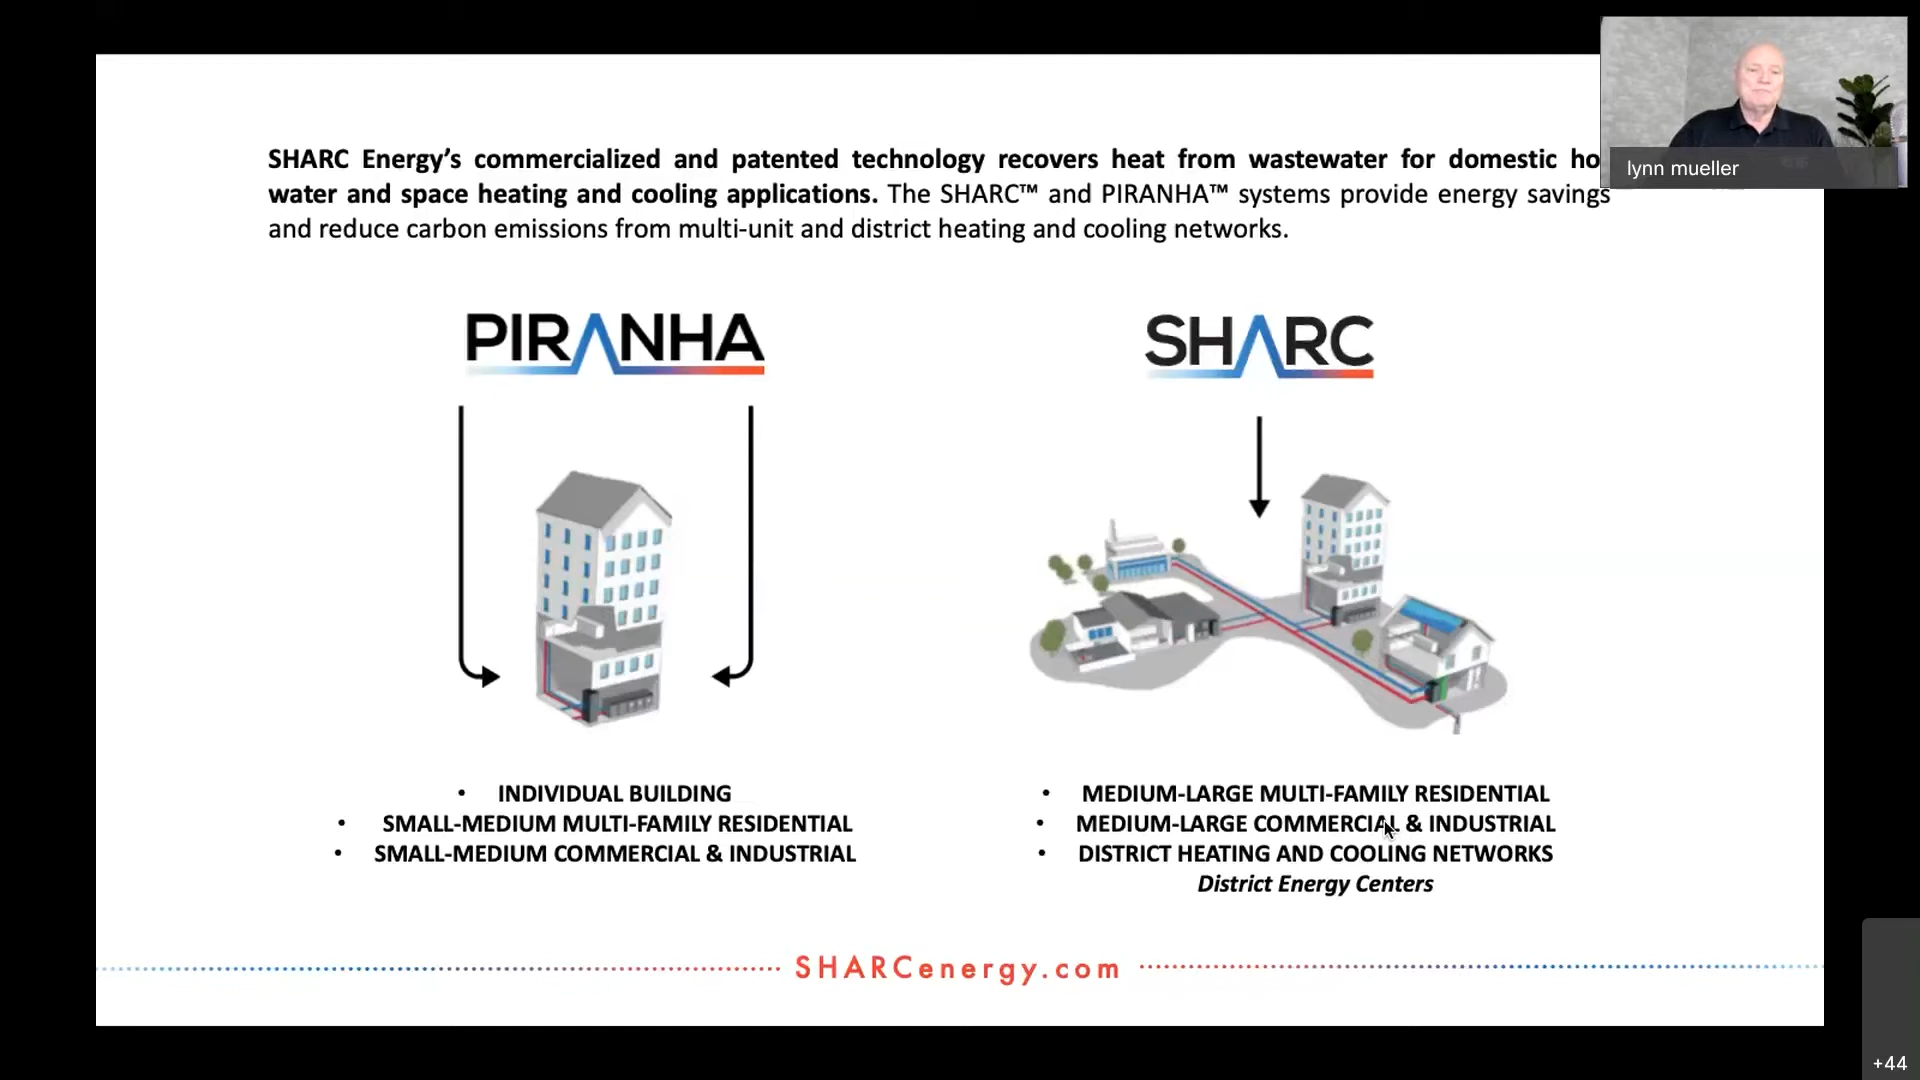 SHARC Energy's commercialized and patented technology recovers heat from wastewater for domestic ho
water and space heating and cooling applications. The SHARC™ and PIRANHA™ systems provide energy savings
and reduce carbon emissions from multi-unit and district heating and cooling networks.
lynn mueller
PIRANHA
SHARC
• INDIVIDUAL BUILDING
• SMALL-MEDIUM MULTI-FAMILY RESIDENTIAL
• SMALL-MEDIUM COMMERCIAL & INDUSTRIAL
• MEDIUM-LARGE MULTI-FAMILY RESIDENTIAL
• MEDIUM-LARGE COMMERCIAL & INDUSTRIAL
• DISTRICT HEATING AND COOLING NETWORKS
District Energy Centers
SHARCenergy.com
+44